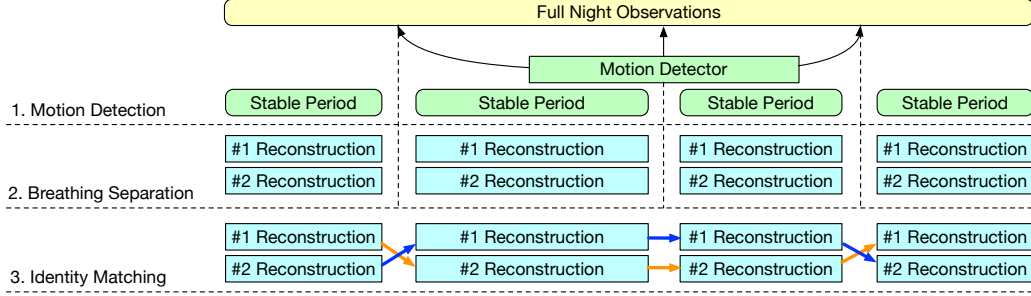 Full Night Observations
Motion Detector
1. Motion Detection
Stable Period Stable Period Stable Period Stable Period
#1 Reconstruction #1 Reconstruction #1 Reconstruction #1 Reconstruction
2. Breathing Separation
#2 Reconstruction #2 Reconstruction #2 Reconstruction #2 Reconstruction
#1 Reconstruction #1 Reconstruction #1 Reconstruction #1 Reconstruction
3. Identity Matching
#2 Reconstruction #2 Reconstruction #2 Reconstruction #2 Reconstruction